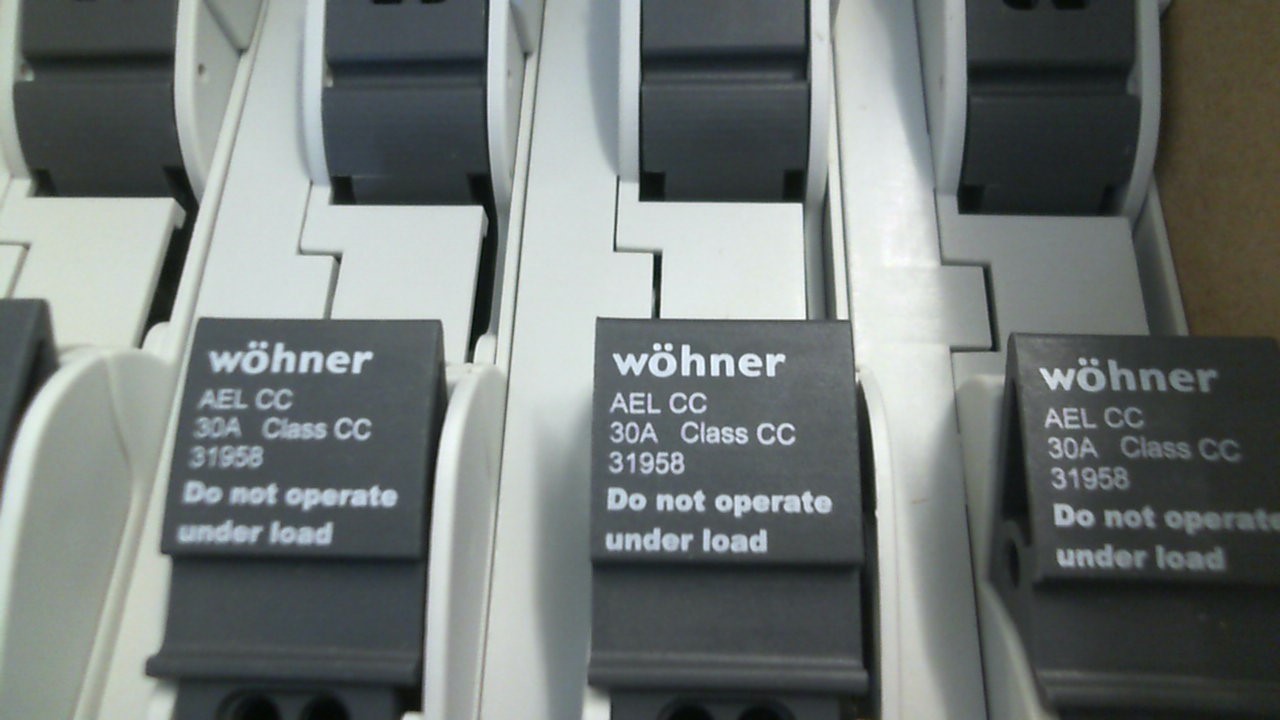 wöhner
AEL CC
30A Class CC
31958
Do not operate
under load
wöhner
AEL CC
30A Class CC
31958
Do not operate
under load
wöhner
AEL CC
30A Class CC
31958
Do not operate
under load